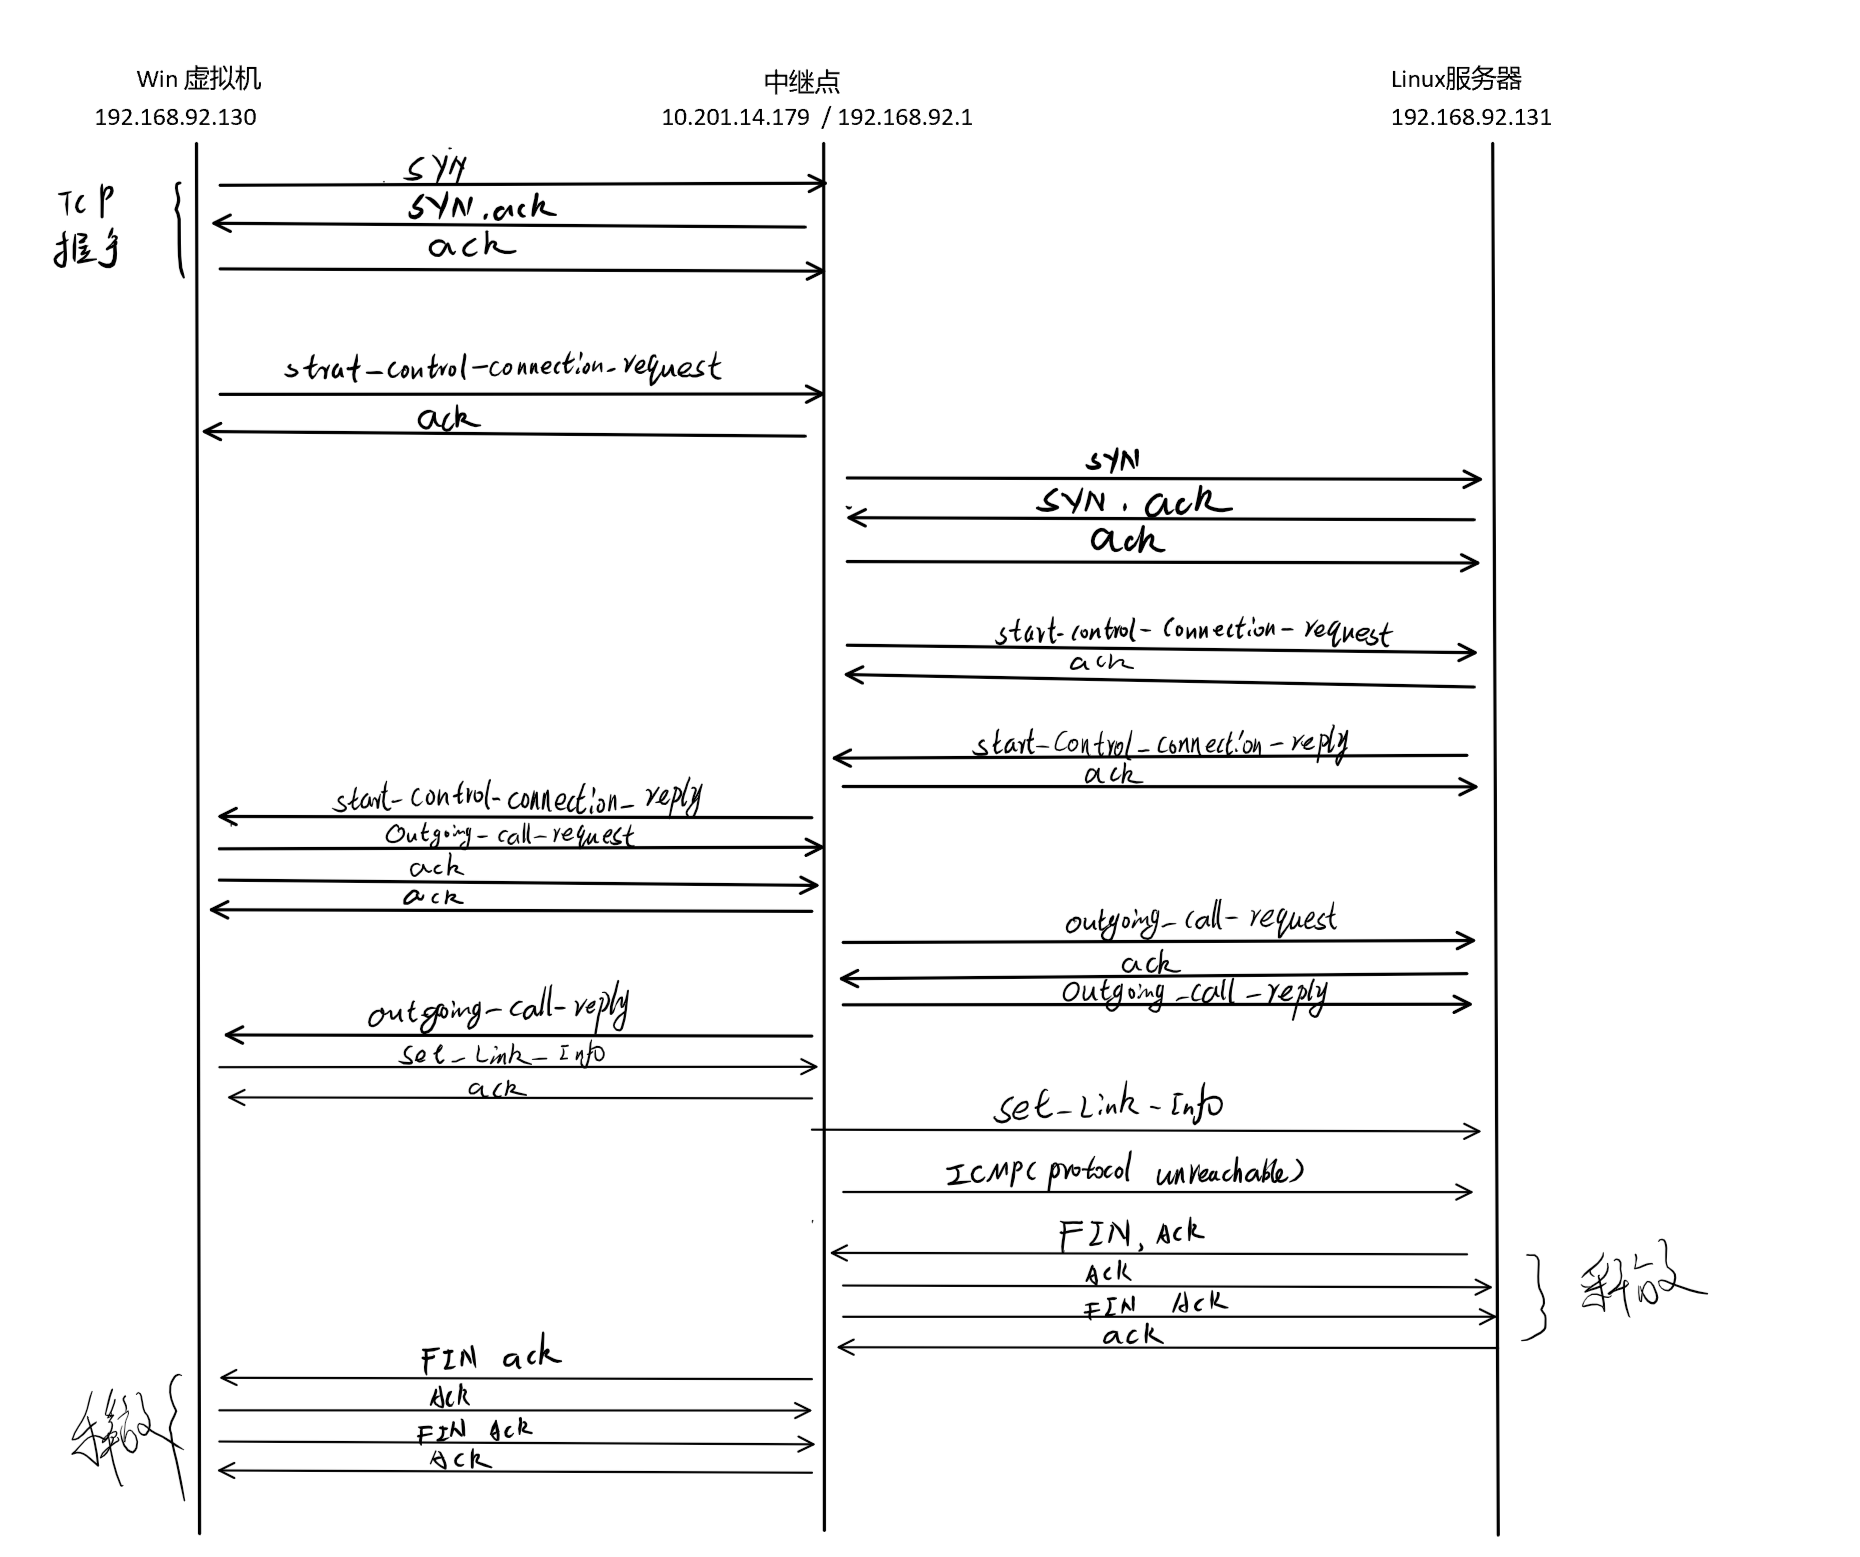 Win 虚拟机
中继点
Linux服务器
192.168.92.130
10.201.14.179 / 192.168.92.1
192.168.92.131
TCP
握手
SYN
SYN.ack
ack
strat-control-connection-request
ack
SYN
SYN.ack
ack
start-control-Connection-request
ack
start-Control-connection-reply
ack
start-control-connection-reply
Outgoing-call-request
ack
ack
outgoing-call-request
ack
Outgoing-call-reply
outgoing-call-reply
Set-Link-Info
ack
set-Link-Info
ICMP(protocol unreachable)
FIN, Ack
Ack
FIN Ack
ack
释放
FIN ack
Ack
FIN Ack
Ack
释放